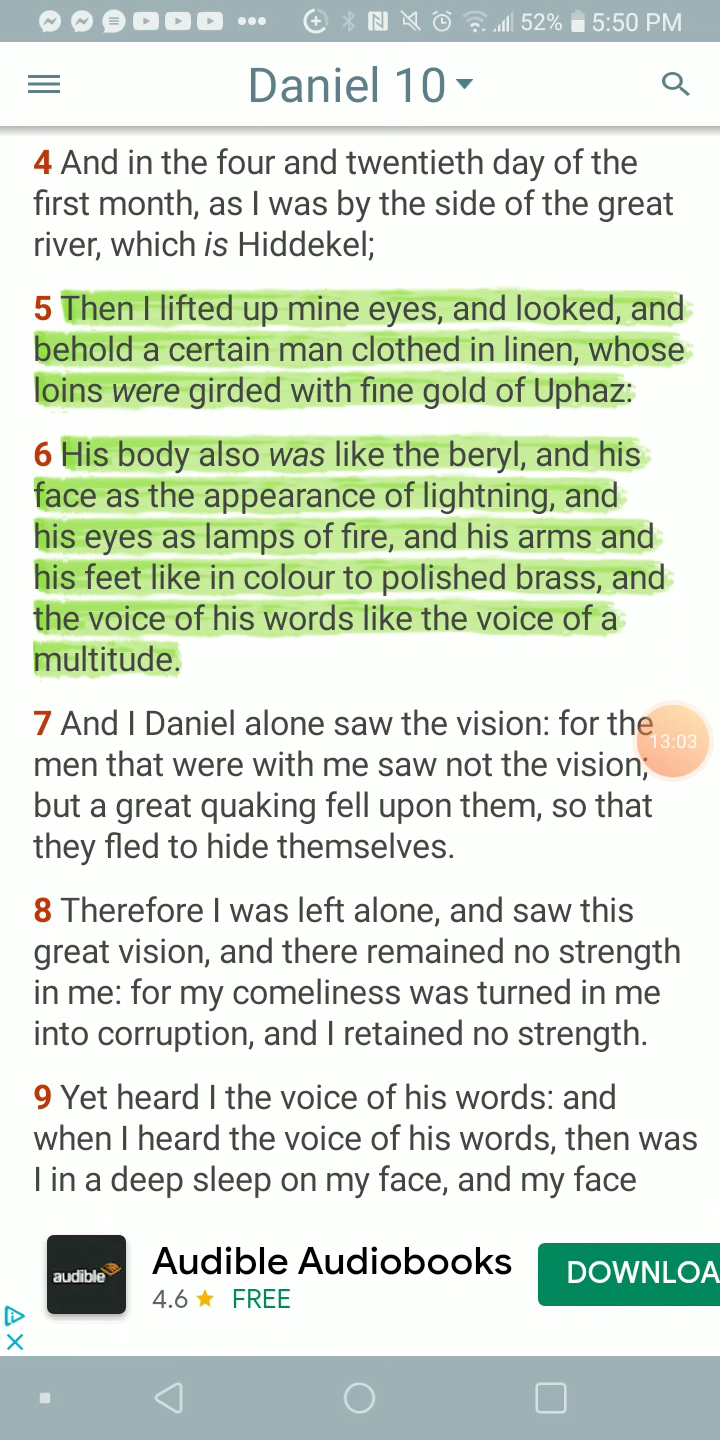 52% 5:50 PM
Daniel 10
4 And in the four and twentieth day of the
first month, as I was by the side of the great
river, which is Hiddekel;
5 Then I lifted up mine eyes, and looked, and
behold a certain man clothed in linen, whose
loins were girded with fine gold of Uphaz:
6 His body also was like the beryl, and his
face as the appearance of lightning, and
his eyes as lamps of fire, and his arms and
his feet like in colour to polished brass, and
the voice of his words like the voice of a
multitude.
7 And I Daniel alone saw the vision: for the
13:03
men that were with me saw not the vision;
but a great quaking fell upon them, so that
they fled to hide themselves.
8 Therefore I was left alone, and saw this
great vision, and there remained no strength
in me: for my comeliness was turned in me
into corruption, and I retained no strength.
9 Yet heard I the voice of his words: and
when I heard the voice of his words, then was
I in a deep sleep on my face, and my face
audible
Audible Audiobooks
4.6 ★ FREE
DOWNLOA